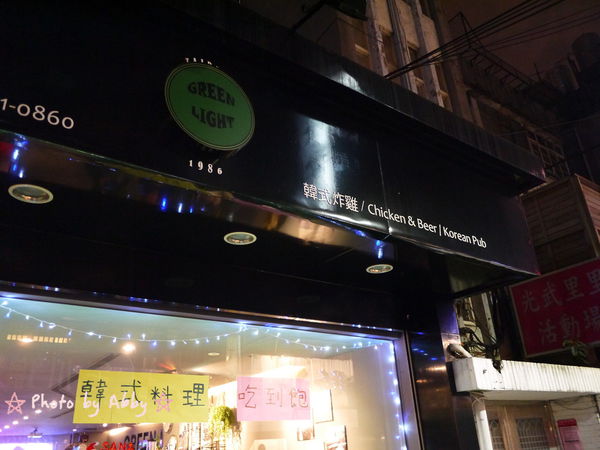 1-0860
GREEN
LIGHT
1986
韓式炸雞 / Chicken & Beer | Korean Pub
光武里里
活動場
韓式料理
吃到飽
Photo by Abby